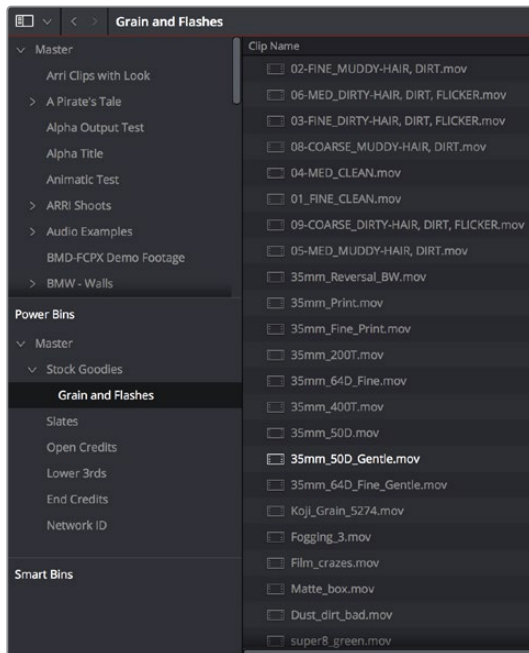 Grain and Flashes
Master
Arri Clips with Look
A Pirate's Tale
Alpha Output Test
Alpha Title
Animatic Test
ARRI Shoots
Audio Examples
BMD-FCPX Demo Footage
BMW - Walls
Power Bins
Master
Stock Goodies
Grain and Flashes
Slates
Open Credits
Lower 3rds
End Credits
Network ID
Smart Bins
Clip Name
02-FINE_MUDDY-HAIR, DIRT.mov
06-MED_DIRTY-HAIR, DIRT, FLICKER.mov
03-FINE_DIRTY-HAIR, DIRT, FLICKER.mov
08-COARSE_MUDDY-HAIR, DIRT.mov
04-MED_CLEAN.mov
01_FINE_CLEAN.mov
09-COARSE_DIRTY-HAIR, DIRT, FLICKER.mov
05-MED_MUDDY-HAIR, DIRT.mov
35mm_Reversal_BW.mov
35mm_Print.mov
35mm_Fine_Print.mov
35mm_200T.mov
35mm_64D_Fine.mov
35mm_400T.mov
35mm_50D.mov
35mm_50D_Gentle.mov
35mm_64D_Fine_Gentle.mov
Koji_Grain_5274.mov
Fogging_3.mov
Film_crazes.mov
Matte_box.mov
Dust_dirt_bad.mov
super8_green.mov